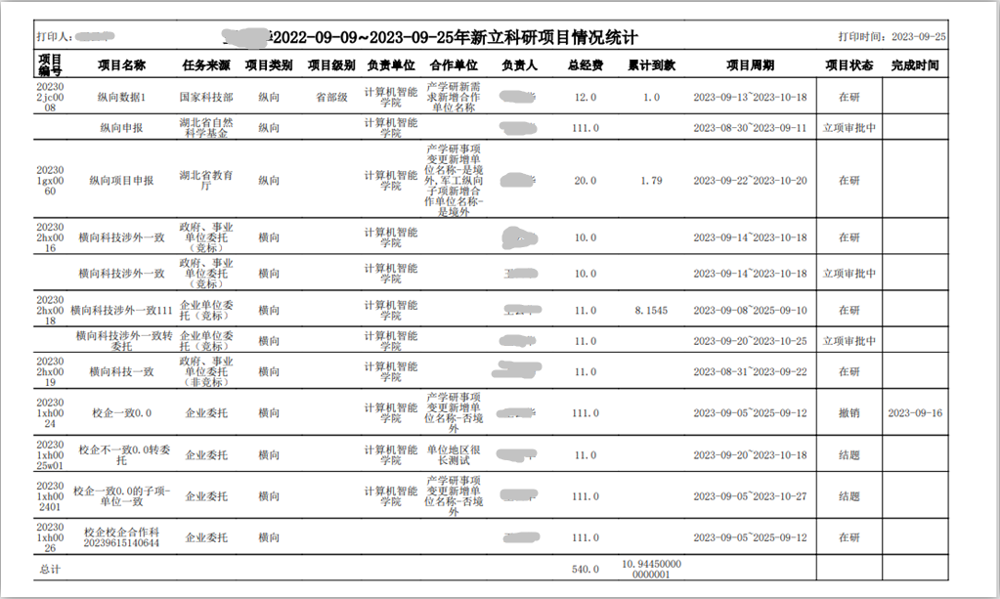 打印人：
2022-09-09~2023-09-25年新立科研项目情况统计
打印时间：2023-09-25
项目编号 项目名称 任务来源 项目类别 项目级别 负责单位 合作单位 负责人 总经费 累计到款 项目周期 项目状态 完成时间
202302jc0008 纵向数据1 国家科技部 纵向 省部级 计算机智能学院 产学研新需求新增合作单位名称 12.0 1.0 2023-09-13~2023-10-18 在研
纵向申报 湖北省自然科学基金 纵向 计算机智能学院 111.0 2023-08-30~2023-09-11 立项审批中
202301gx0060 纵向项目申报 湖北省教育厅 纵向 计算机智能学院 产学研事项变更新增单位名称-是境外,军工纵向子项新增合作单位名称-是境外 20.0 1.79 2023-09-22~2023-10-20 在研
202302hx0016 横向科技涉外一致 政府、事业单位委托（竞标） 横向 计算机智能学院 10.0 2023-09-14~2023-10-18 在研
横向科技涉外一致 政府、事业单位委托（竞标） 横向 计算机智能学院 10.0 2023-09-14~2023-10-18 立项审批中
202302hx0018 横向科技涉外一致111 企业单位委托（竞标） 横向 计算机智能学院 11.0 8.1545 2023-09-08~2025-09-10 在研
横向科技涉外一致转委托 企业单位委托（竞标） 横向 计算机智能学院 11.0 2023-09-20~2023-10-25 立项审批中
202302hx0019 横向科技一致 政府、事业单位委托（非竞标） 横向 计算机智能学院 11.0 2023-08-31~2023-09-22 在研
202301xh0024 校企一致0.0 企业委托 横向 计算机智能学院 产学研事项变更新增单位名称-否境外 111.0 2023-09-05~2025-09-12 撤销 2023-09-16
202301xh0025w01 校企不一致0.0转委托 企业委托 横向 计算机智能学院 单位地区很长测试 11.0 2023-09-20~2023-10-18 结题
202301xh002401 校企一致0.0的子项-单位一致 企业委托 横向 计算机智能学院 产学研事项变更新增单位名称-否境外 111.0 2023-09-05~2023-10-27 结题
202301xh0026 校企校企合作科20239615140644 企业委托 横向 111.0 2023-09-05~2025-09-12 在研
总计 540.0 10.944500000000001